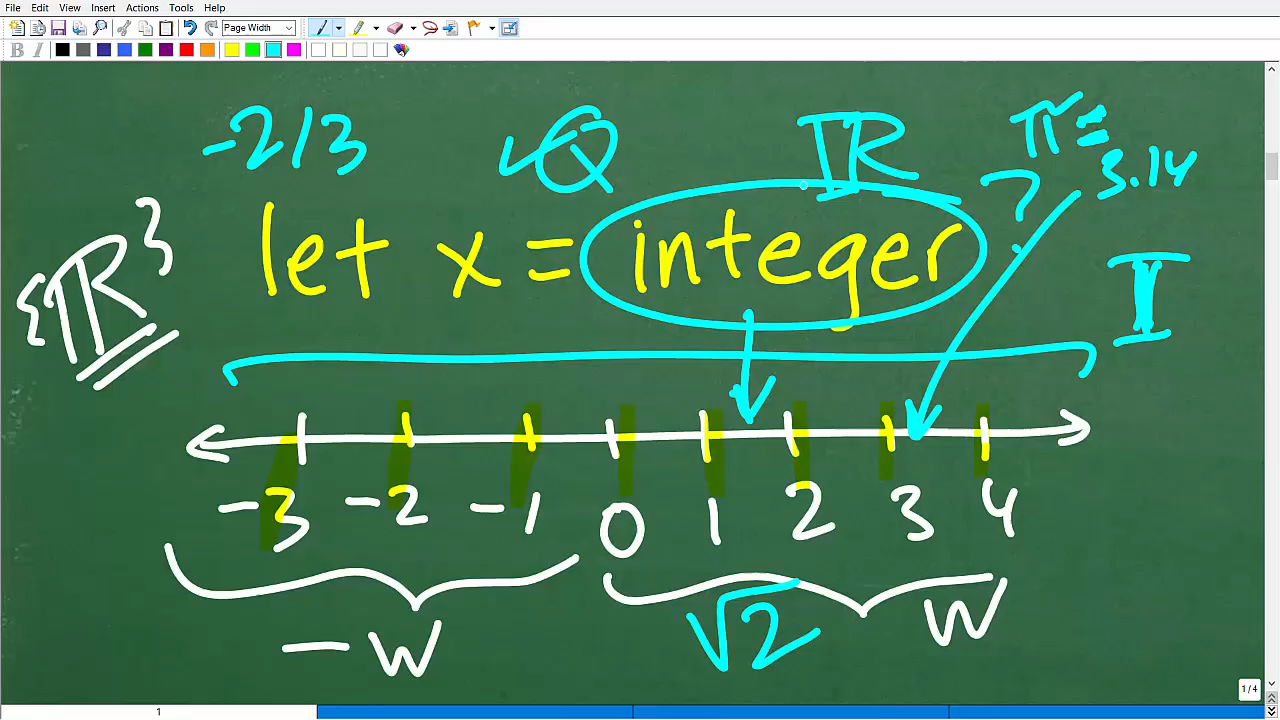 File Edit View Insert Actions Tools Help
Page Width
B I
-2/3 ✓Q ℝ π = 3.14
{ℝ} let x = integer ? I
-3 -2 -1 0 1 2 3 4
-W √2 W
1/4
1